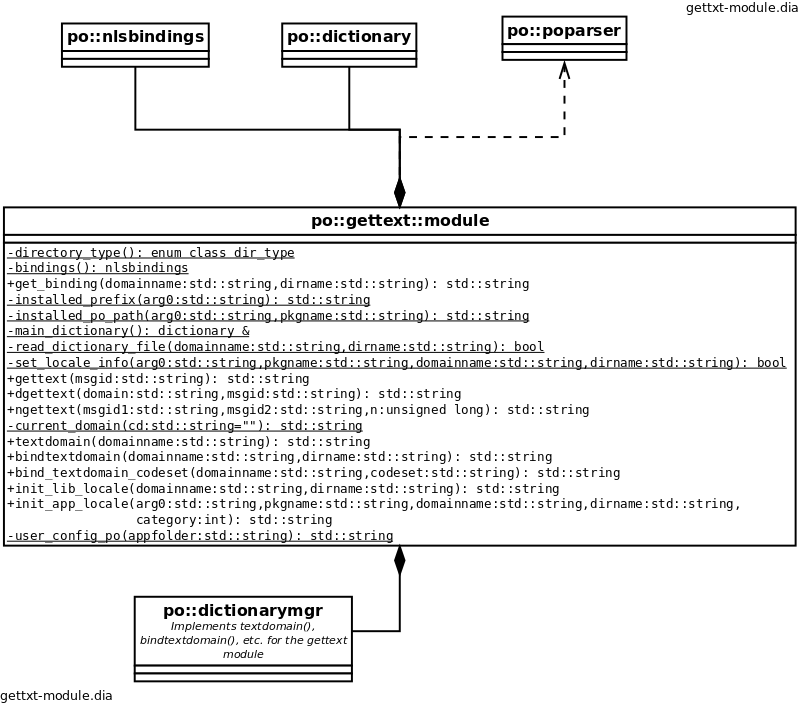 gettxt-module.dia
po::nlsbindings
po::dictionary
po::poparser
po::gettext::module
-directory_type(): enum class dir_type
-bindings(): nlsbindings
+get_binding(domainname:std::string,dirname:std::string): std::string
-installed_prefix(arg0:std::string): std::string
-installed_po_path(arg0:std::string,pkgname:std::string): std::string
-main_dictionary(): dictionary &
-read_dictionary_file(domainname:std::string,dirname:std::string): bool
-set_locale_info(arg0:std::string,pkgname:std::string,domainname:std::string,dirname:std::string): bool
+gettext(msgid:std::string): std::string
+dgettext(domain:std::string,msgid:std::string): std::string
+ngettext(msgid1:std::string,msgid2:std::string,n:unsigned long): std::string
-current_domain(cd:std::string=""): std::string
+textdomain(domainname:std::string): std::string
+bindtextdomain(domainname:std::string,dirname:std::string): std::string
+bind_textdomain_codeset(domainname:std::string,codeset:std::string): std::string
+init_lib_locale(domainname:std::string,dirname:std::string): std::string
+init_app_locale(arg0:std::string,pkgname:std::string,domainname:std::string,dirname:std::string,
category:int): std::string
-user_config_po(appfolder:std::string): std::string
po::dictionarymgr
Implements textdomain(),
bindtextdomain(), etc. for the gettext
module
gettxt-module.dia